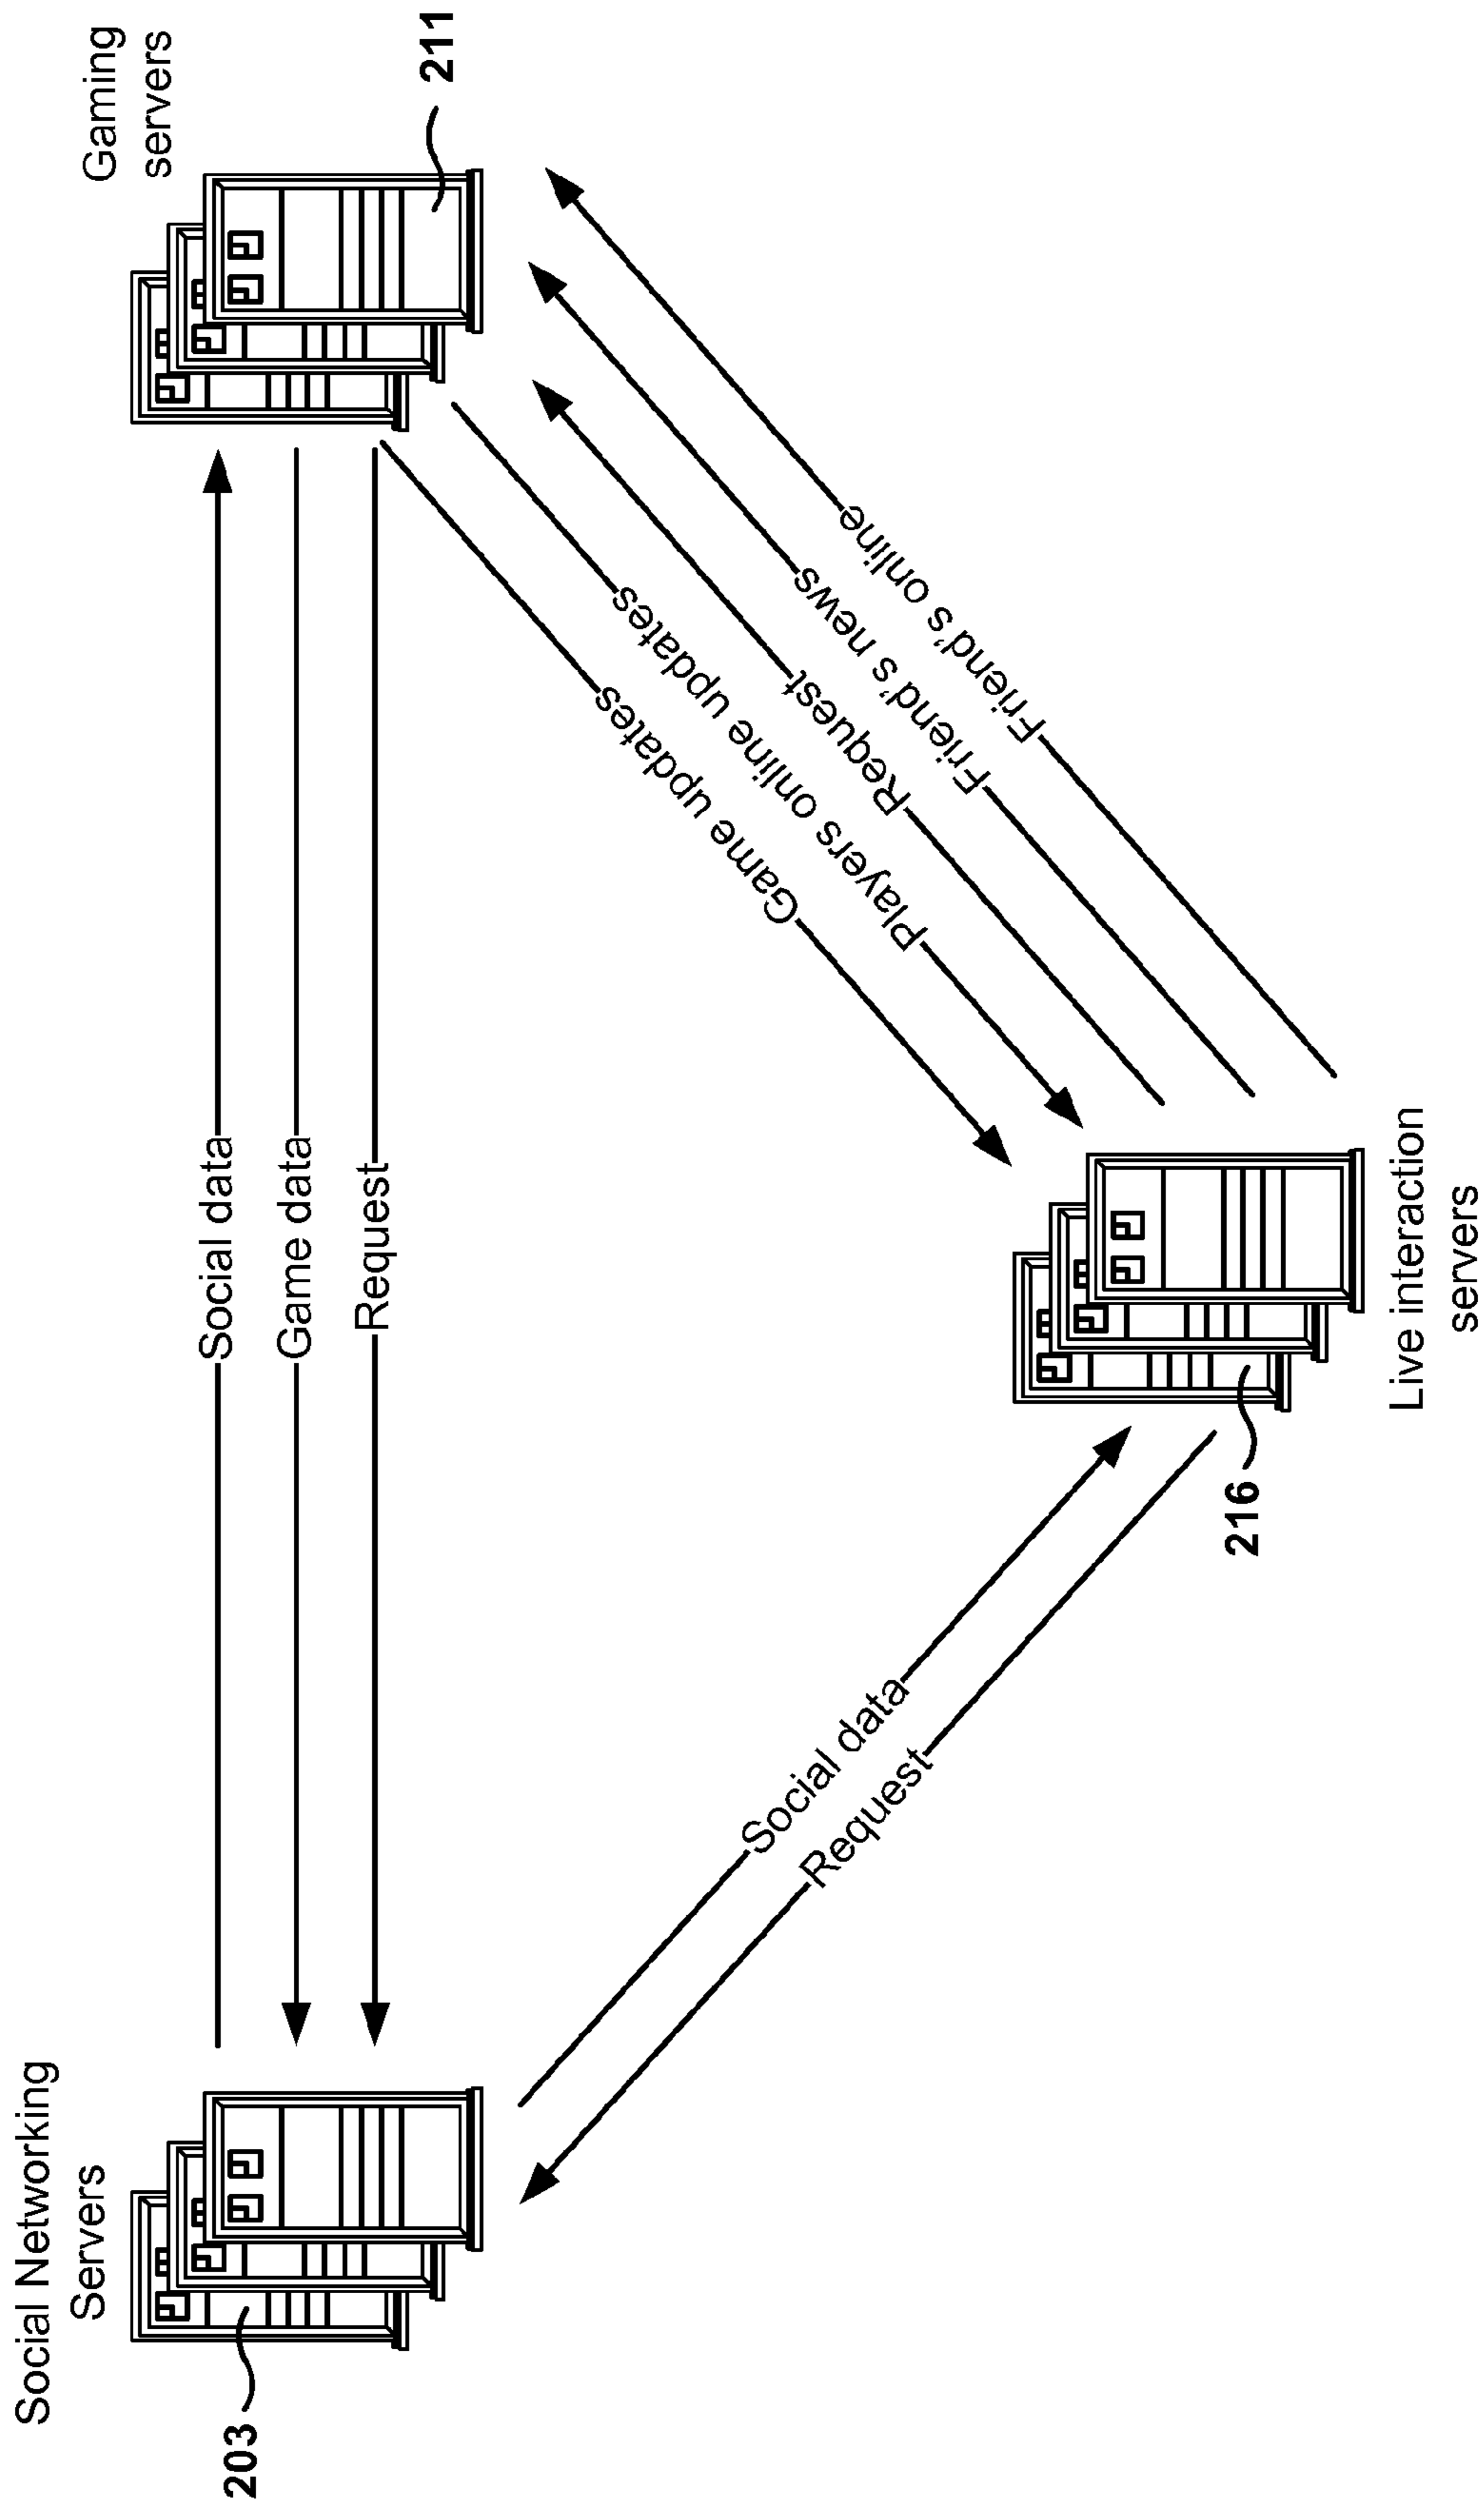 Social Networking
Servers
203
Gaming
servers
211
Social data
Game data
Request
Game updates
Players online updates
Request
Friend's news
Friend's online
Social data
Request
216
Live interaction
servers